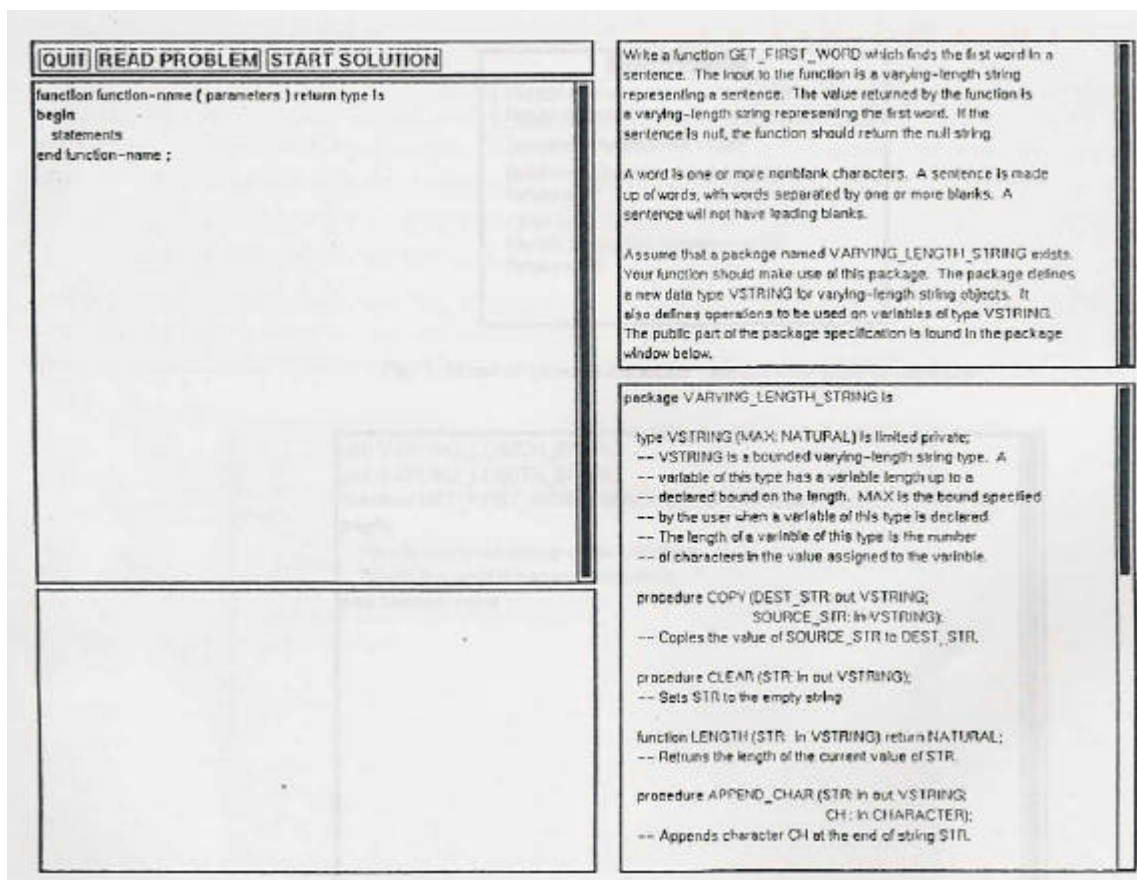 QUIT READ PROBLEM START SOLUTION
function function-name ( parameters ) return type is
begin
statements
end function-name ;
Write a function GET_FIRST_WORD which finds the first word in a
sentence. The input to the function is a varying-length string
representing a sentence. The value returned by the function is
a varying-length string representing the first word. If the
sentence is null, the function should return the null string.
A word is one or more nonblank characters. A sentence is made
up of words, with words separated by one or more blanks. A
sentence will not have leading blanks.
Assume that a package named VARYING_LENGTH_STRING exists.
Your function should make use of this package. The package defines
a new data type VSTRING for varying-length string objects. It
also defines operations to be used on variables of type VSTRING.
The public part of the package specification is found in the package
window below.
package VARYING_LENGTH_STRING is
type VSTRING (MAX: NATURAL) is limited private;
-- VSTRING is a bounded varying-length string type. A
-- variable of this type has a variable length up to a
-- declared bound on the length. MAX is the bound specified
-- by the user when a variable of this type is declared.
-- The length of a variable of this type is the number
-- of characters in the value assigned to the variable.
procedure COPY (DEST_STR: out VSTRING;
SOURCE_STR: in VSTRING);
-- Copies the value of SOURCE_STR to DEST_STR.
procedure CLEAR (STR: in out VSTRING);
-- Sets STR to the empty string
function LENGTH (STR: in VSTRING) return NATURAL;
-- Retruns the length of the current value of STR.
procedure APPEND_CHAR (STR: in out VSTRING;
CH: in CHARACTER);
-- Appends character CH at the end of string STR.